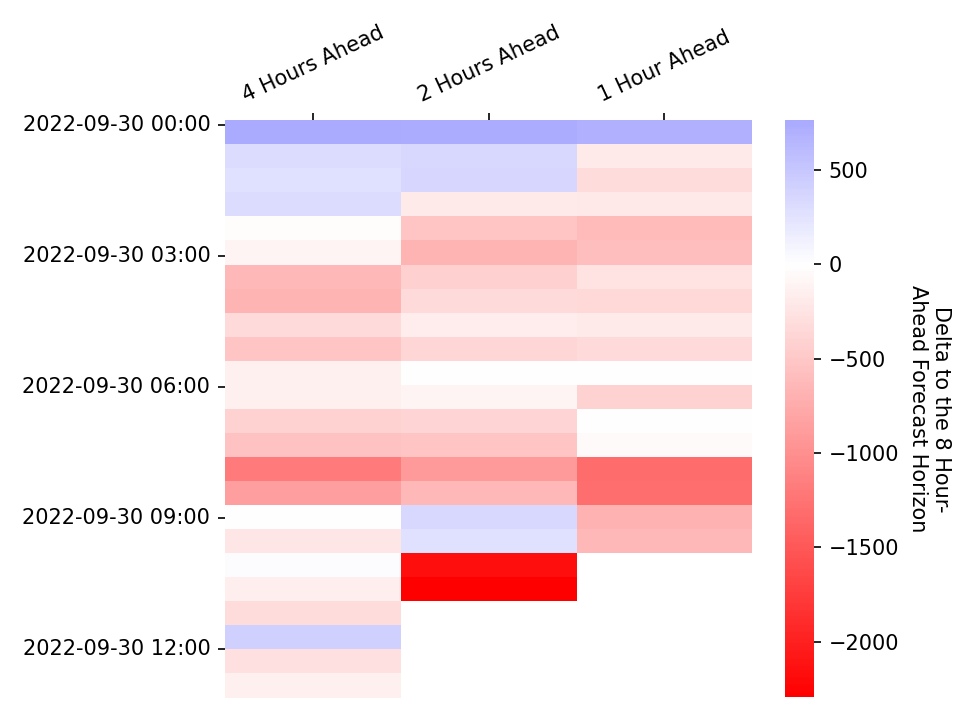 4 Hours Ahead
2 Hours Ahead
1 Hour Ahead
2022-09-30 00:00
2022-09-30 03:00
2022-09-30 06:00
2022-09-30 09:00
2022-09-30 12:00
500
0
−500
−1000
−1500
−2000
Delta to the 8 Hour-
Ahead Forecast Horizon